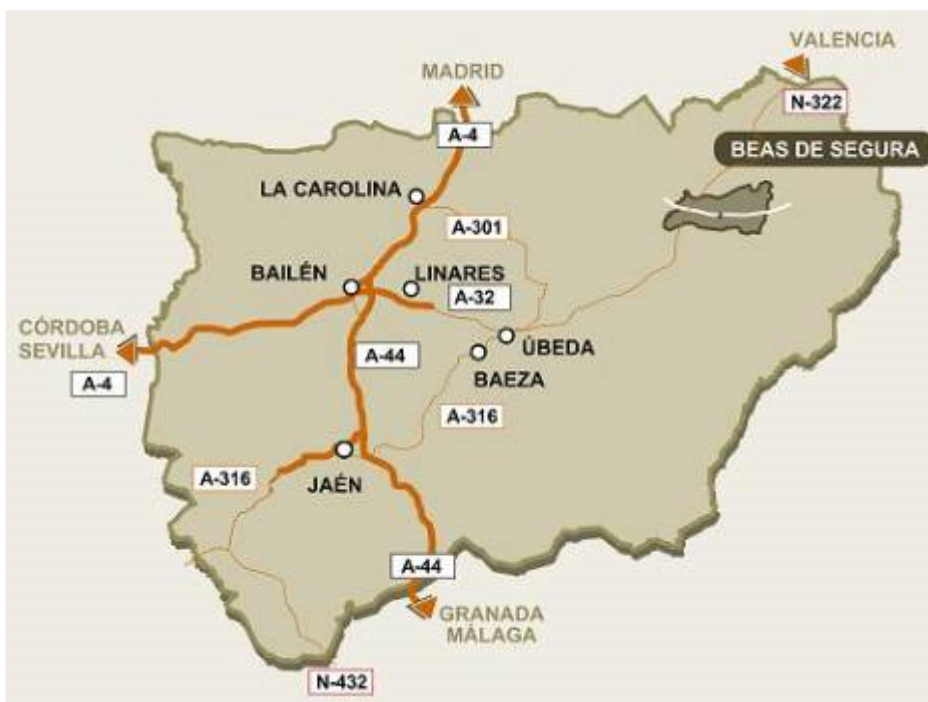 VALENCIA
MADRID
N-322
A-4
BEAS DE SEGURA
LA CAROLINA
A-301
BAILÉN
LINARES
A-32
CÓRDOBA
SEVILLA
A-44
ÚBEDA
BAEZA
A-4
A-316
A-316
JAÉN
A-44
GRANADA
MÁLAGA
N-432